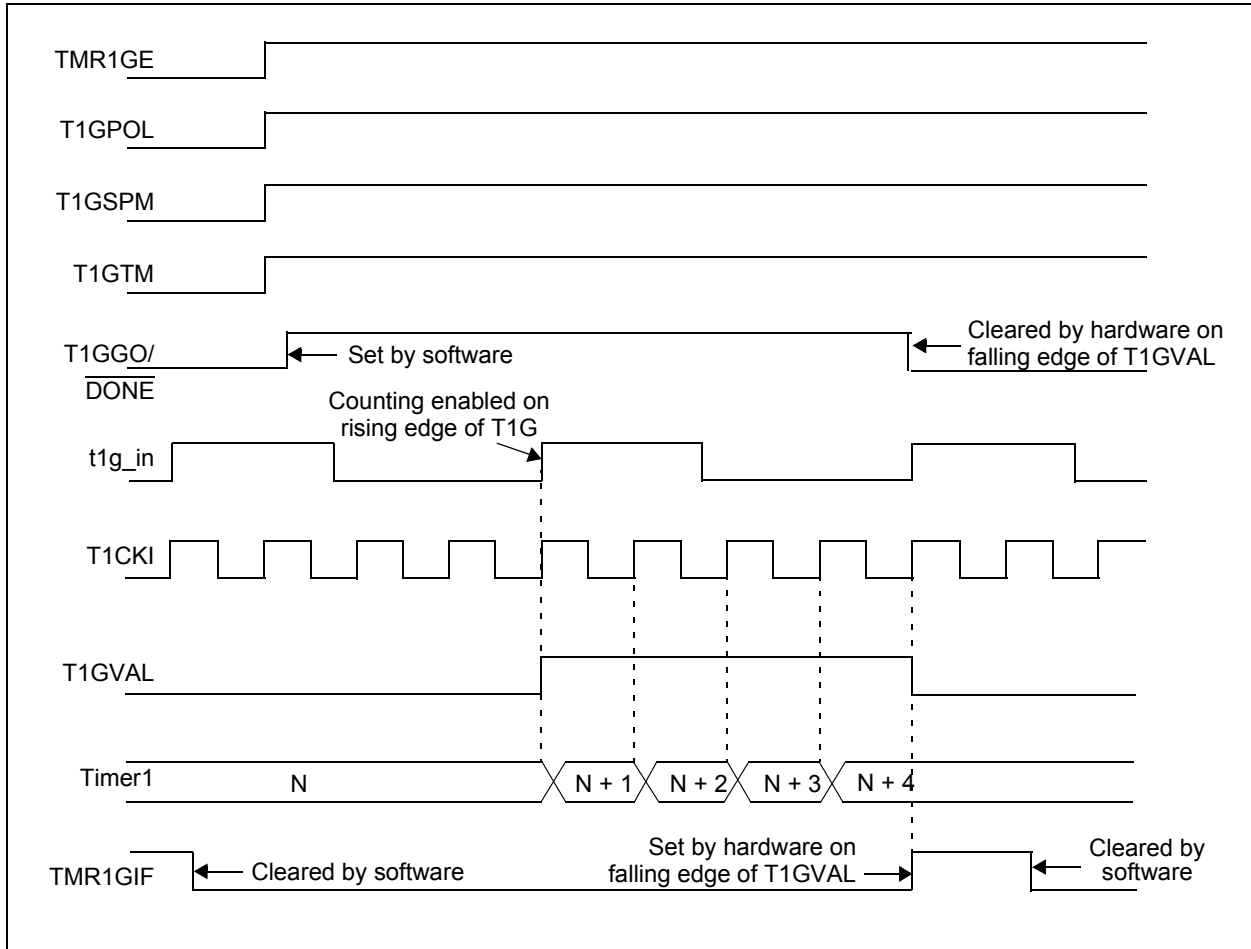 TMR1GE
T1GPOL
T1GSPM
T1GTM
T1GGO/
DONE
Set by software
Cleared by hardware on
falling edge of T1GVAL
Counting enabled on
rising edge of T1G
t1g_in
T1CKI
T1GVAL
Timer1
N
N + 1
N + 2
N + 3
N + 4
TMR1GIF
Cleared by software
Set by hardware on
falling edge of T1GVAL
Cleared by
software